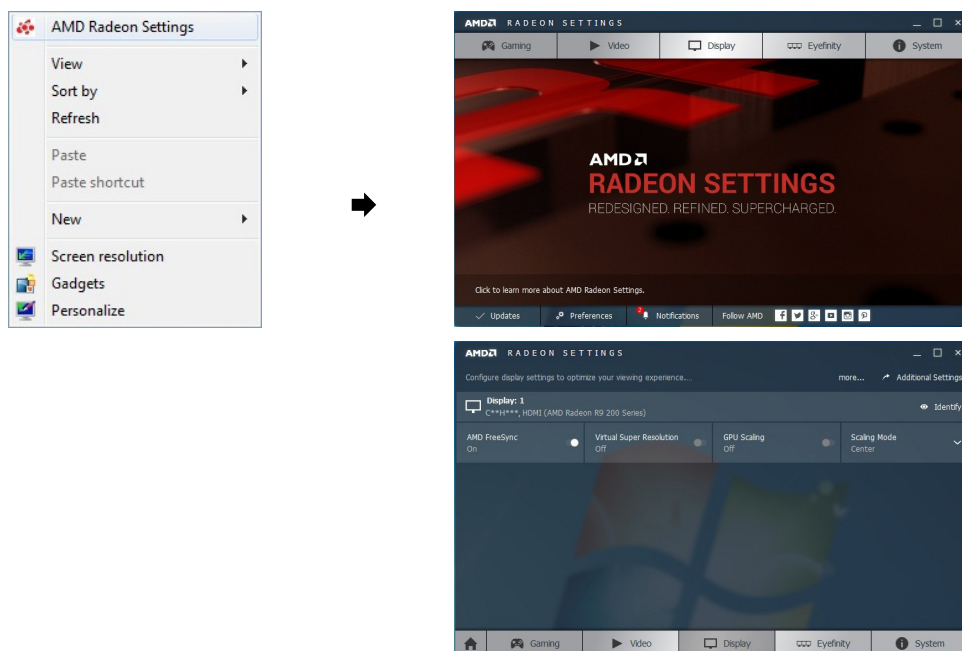 AMD Radeon Settings
View
Sort by
Refresh
Paste
Paste shortcut
New
Screen resolution
Gadgets
Personalize
AMD RADEON SETTINGS
Gaming Video Display Eyefinity System
AMD
RADEON SETTINGS
REDESIGNED. REFINED. SUPERCHARGED.
Click to learn more about AMD Radeon Settings.
Updates Preferences 2 Notifications Follow AMD
AMD RADEON SETTINGS
Configure display settings to optimize your viewing experience.... more... Additional Settings
Display: 1
C**H***, HDMI (AMD Radeon R9 200 Series) Identify
AMD FreeSync Virtual Super Resolution GPU Scaling Scaling Mode
On Off Off Center
Gaming Video Display Eyefinity System